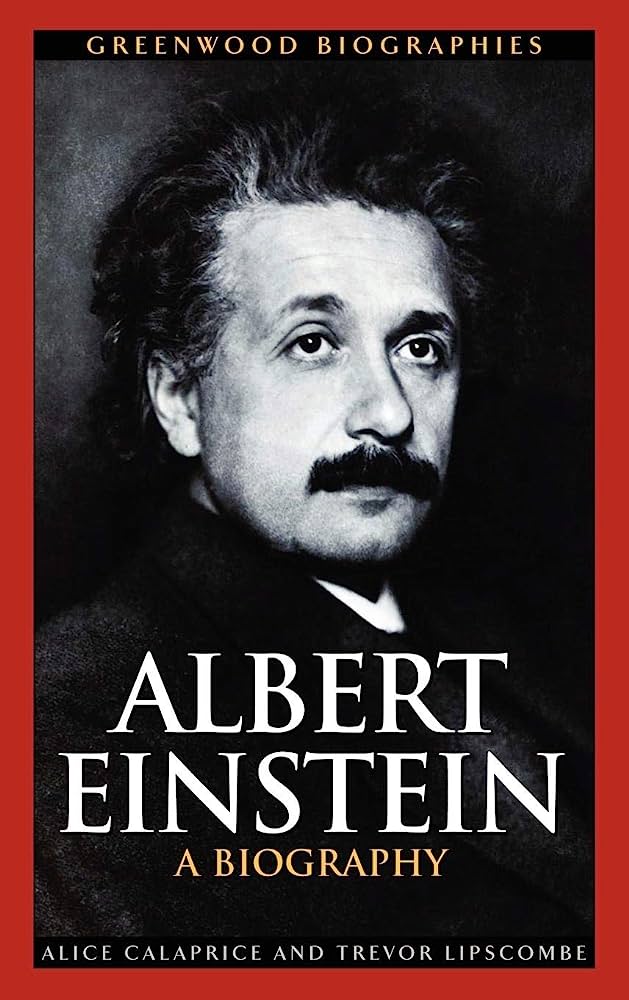 GREENWOOD BIOGRAPHIES
ALBERT
EINSTEIN
A BIOGRAPHY
ALICE CALAPRICE AND TREVOR LIPSCOMBE